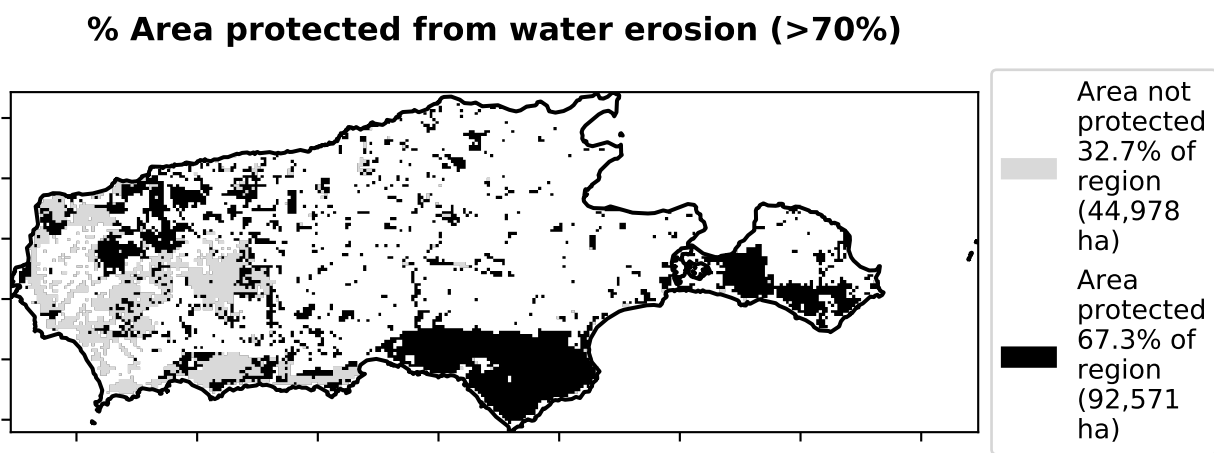 % Area protected from water erosion (>70%)
Area not
protected
32.7% of
region
(44,978
ha)
Area
protected
67.3% of
region
(92,571
ha)